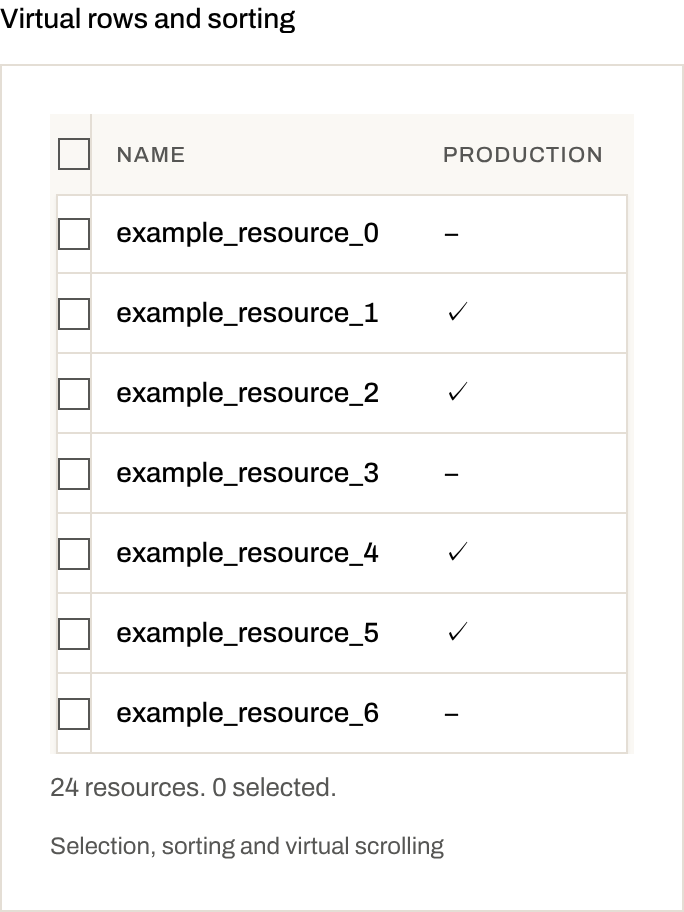 Virtual rows and sorting
NAME PRODUCTION
example_resource_0 –
example_resource_1 ✓
example_resource_2 ✓
example_resource_3 –
example_resource_4 ✓
example_resource_5 ✓
example_resource_6 –
24 resources. 0 selected.
Selection, sorting and virtual scrolling